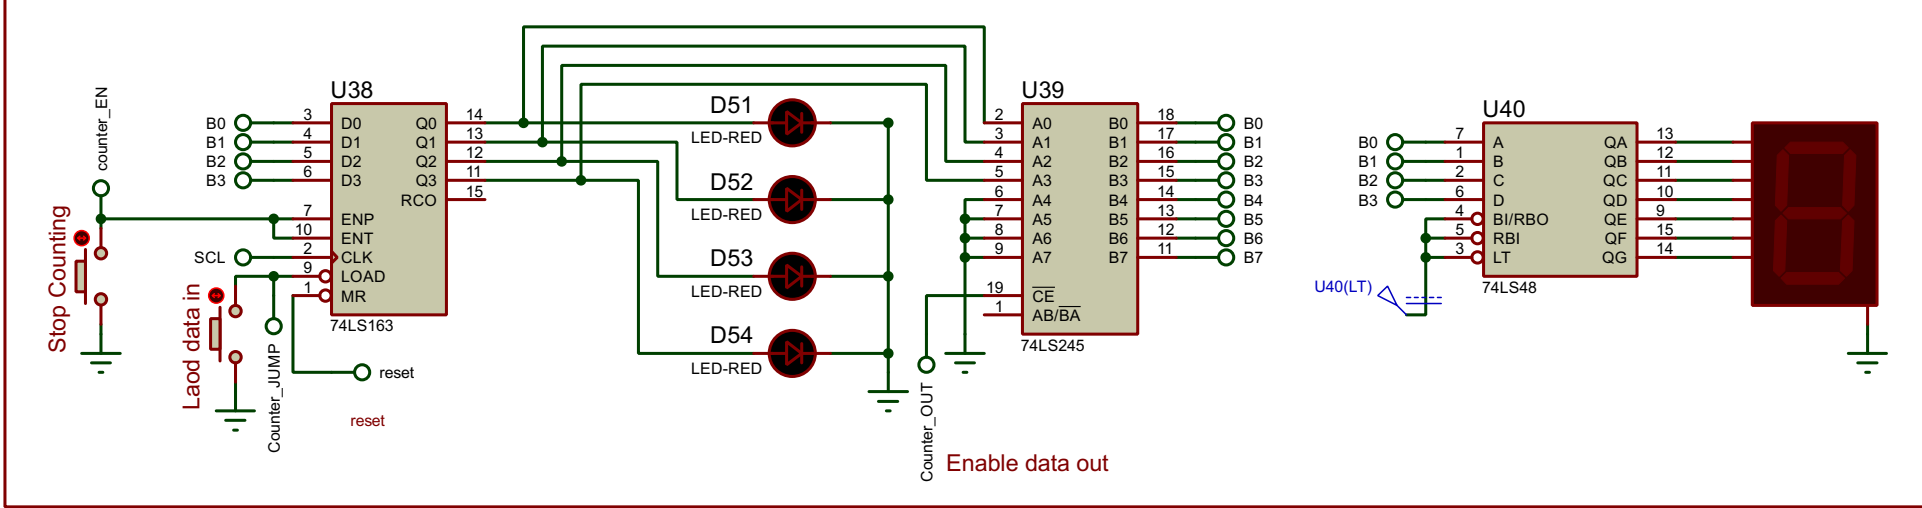 counter_EN
Stop Counting
B0
B1
B2
B3
SCL
Laod data in
Counter_JUMP
reset
reset
U38
3 D0 Q0 14
4 D1 Q1 13
5 D2 Q2 12
6 D3 Q3 11
RCO 15
7 ENP
10 ENT
2 CLK
9 LOAD
1 MR
74LS163
D51
LED-RED
D52
LED-RED
D53
LED-RED
D54
LED-RED
U39
2 A0 B0 18 B0
3 A1 B1 17 B1
4 A2 B2 16 B2
5 A3 B3 15 B3
6 A4 B4 14 B4
7 A5 B5 13 B5
8 A6 B6 12 B6
9 A7 B7 11 B7
19 CE
1 AB/BA
74LS245
Counter_OUT
Enable data out
U40
B0 7 A QA 13
B1 1 B QB 12
B2 2 C QC 11
B3 6 D QD 10
4 BI/RBO QE 9
5 RBI QF 15
3 LT QG 14
74LS48
U40(LT)